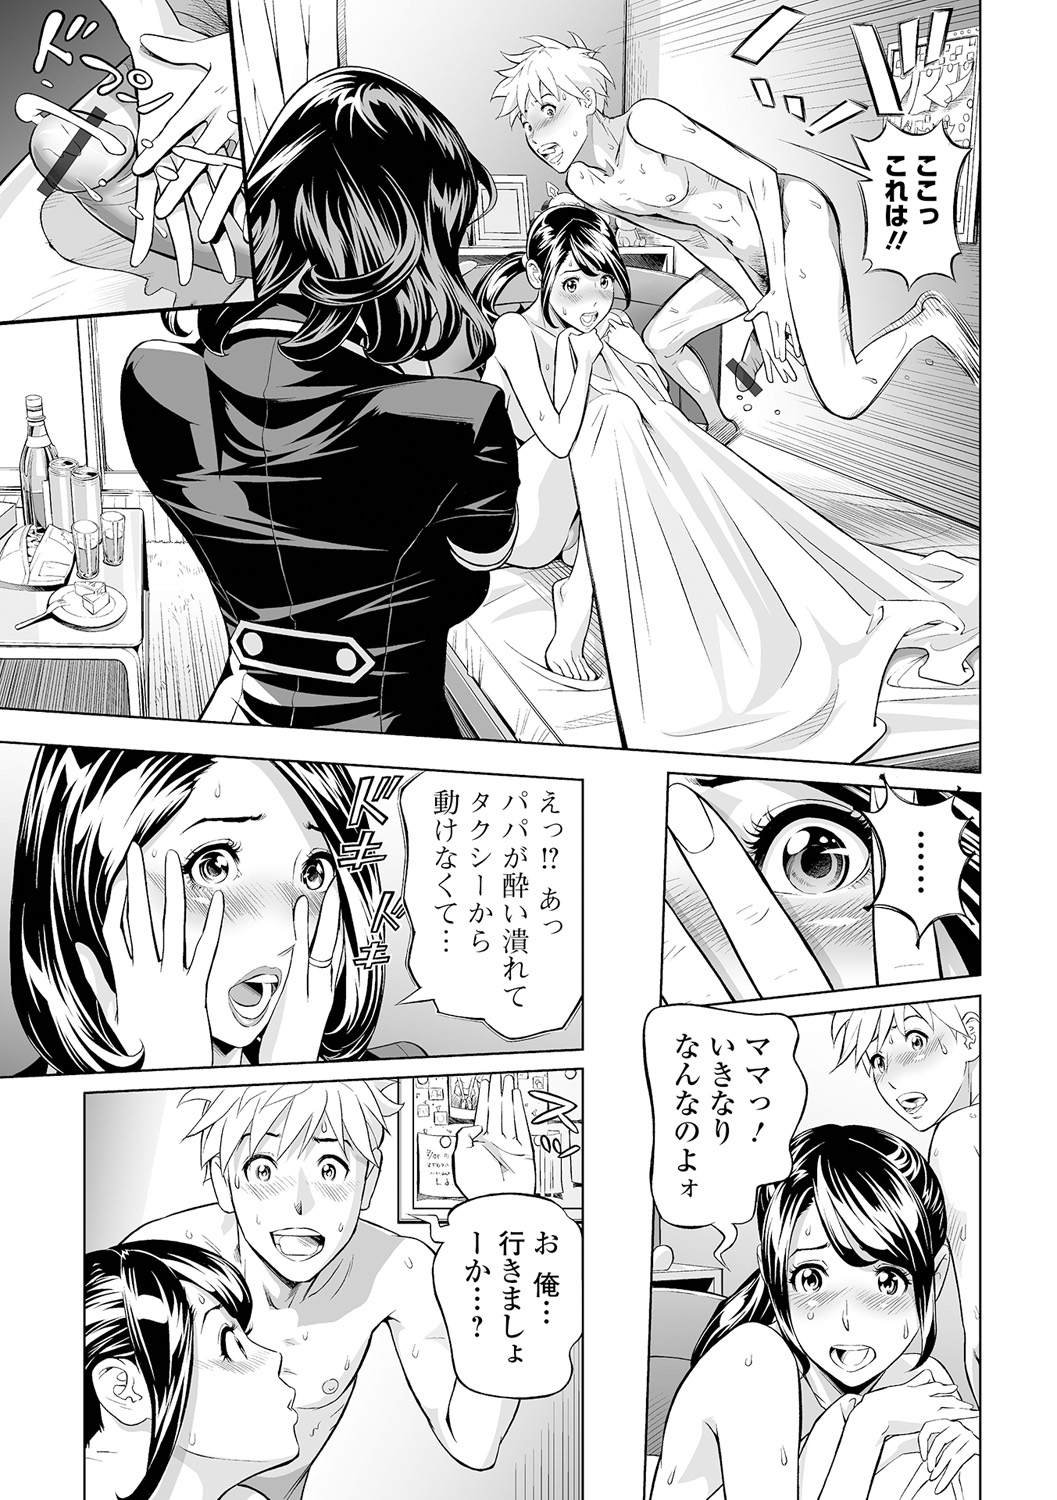 ここっ
これは!!
ドプ
……
えっ!? あっ
パパが酔い潰れて
タクシーから
動けなくて…
ドキ
ドキ
ママっ!
いきなり
なんなのよォ
お 俺…
行きましょ
ーか…?